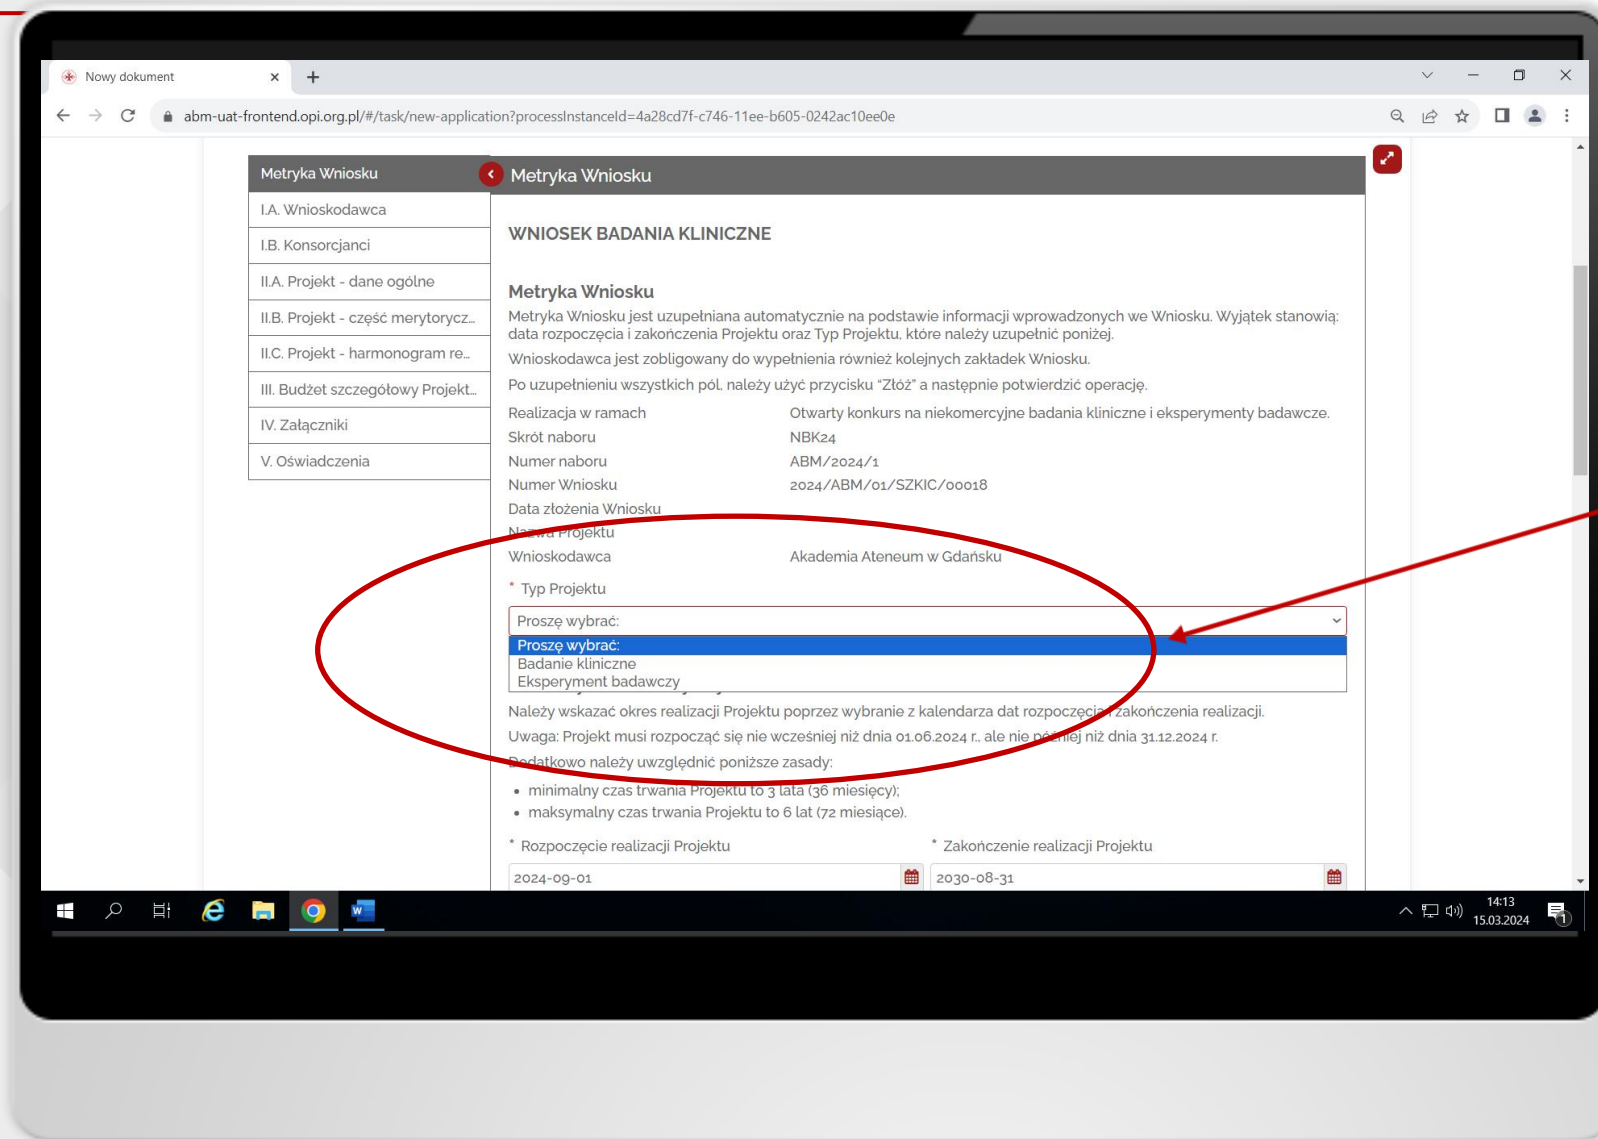 Nowy dokument
abm-uat-frontend.opi.org.pl/#/task/new-application?processInstanceId=4a28cd7f-c746-11ee-b605-0242ac10ee0e
Metryka Wniosku
I.A. Wnioskodawca
I.B. Konsorcjanci
II.A. Projekt - dane ogólne
II.B. Projekt - część merytorycz...
II.C. Projekt - harmonogram re...
III. Budżet szczegółowy Projekt...
IV. Załączniki
V. Oświadczenia
Metryka Wniosku
WNIOSEK BADANIA KLINICZNE
Metryka Wniosku
Metryka Wniosku jest uzupełniana automatycznie na podstawie informacji wprowadzonych we Wniosku. Wyjątek stanowią:
data rozpoczęcia i zakończenia Projektu oraz Typ Projektu, które należy uzupełnić poniżej.
Wnioskodawca jest zobligowany do wypełnienia również kolejnych zakładek Wniosku.
Po uzupełnieniu wszystkich pól, należy użyć przycisku "Złóż" a następnie potwierdzić operację.
Realizacja w ramach Otwarty konkurs na niekomercyjne badania kliniczne i eksperymenty badawcze.
Skrót naboru NBK24
Numer naboru ABM/2024/1
Numer Wniosku 2024/ABM/01/SZKIC/00018
Data złożenia Wniosku
Nazwa Projektu
Wnioskodawca Akademia Ateneum w Gdańsku
* Typ Projektu
Proszę wybrać:
Proszę wybrać:
Badanie kliniczne
Eksperyment badawczy
Należy wskazać okres realizacji Projektu poprzez wybranie z kalendarza dat rozpoczęcia i zakończenia realizacji.
Uwaga: Projekt musi rozpocząć się nie wcześniej niż dnia 01.06.2024 r., ale nie później niż dnia 31.12.2024 r.
Dodatkowo należy uwzględnić poniższe zasady:
• minimalny czas trwania Projektu to 3 lata (36 miesięcy);
• maksymalny czas trwania Projektu to 6 lat (72 miesiące).
* Rozpoczęcie realizacji Projektu * Zakończenie realizacji Projektu
2024-09-01 2030-08-31
14:13
15.03.2024
1